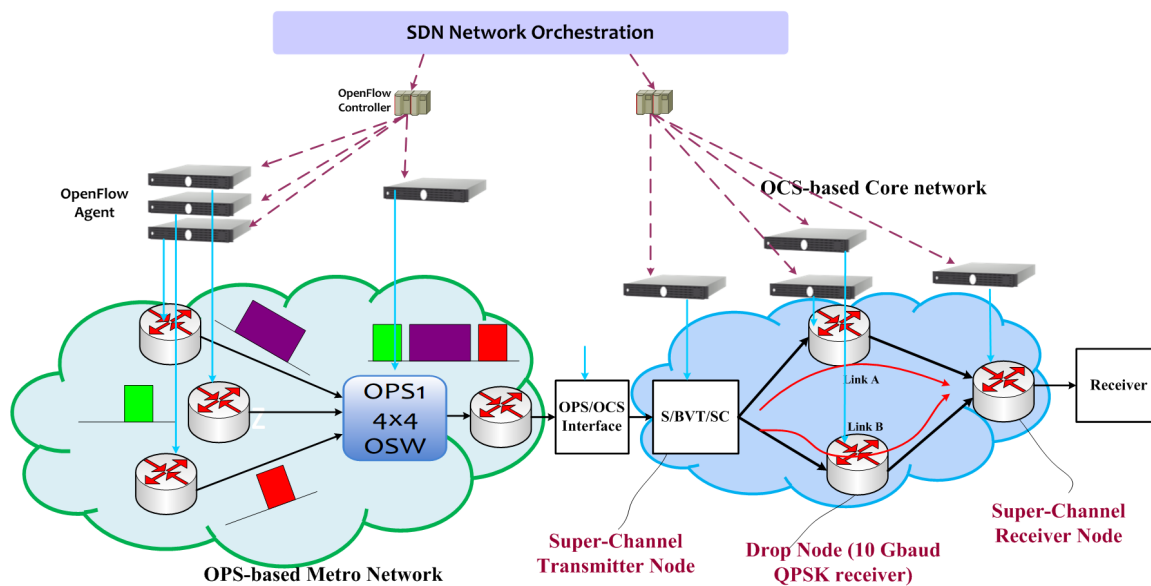 SDN Network Orchestration
OpenFlow
Controller
OpenFlow
Agent
OCS-based Core network
OPS1
4×4
OSW
Z
OPS/OCS
Interface
S/BVT/SC
Link A
Link B
Receiver
Super-Channel
Transmitter Node
Drop Node (10 Gbaud
QPSK receiver)
Super-Channel
Receiver Node
OPS-based Metro Network